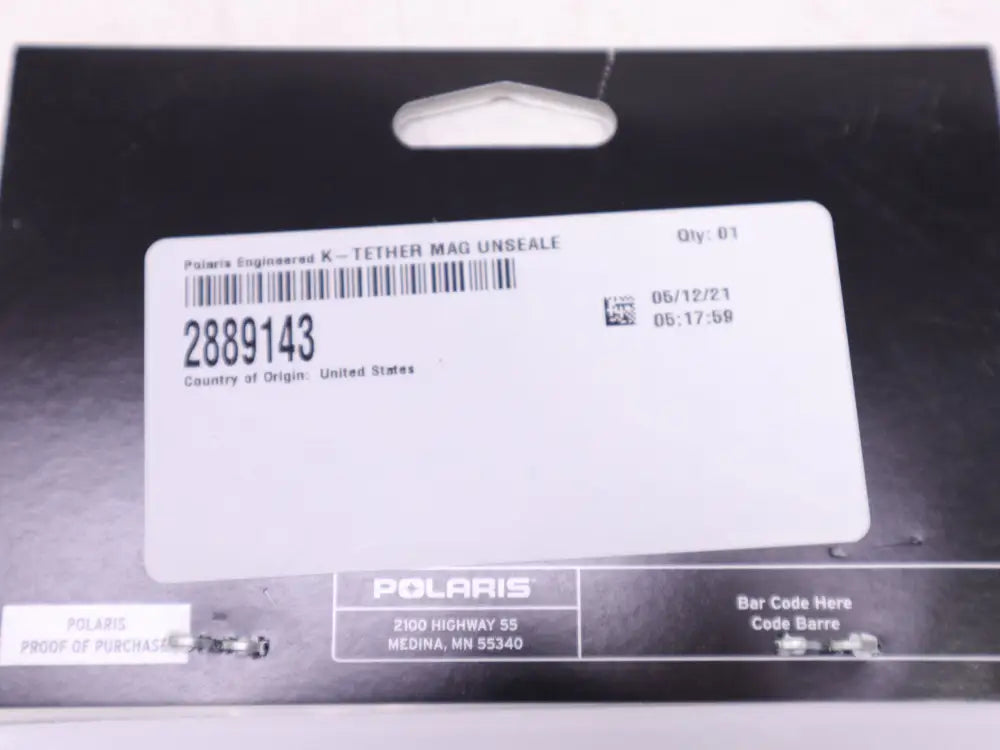 Polaris Engineered K-TETHER MAG UNSEALE
Qty: 01
2889143
05/12/21
05:17:59
Country of Origin: United States
POLARIS
2100 HIGHWAY 55
MEDINA, MN 55340
Bar Code Here
Code Barre
POLARIS
PROOF OF PURCHASE